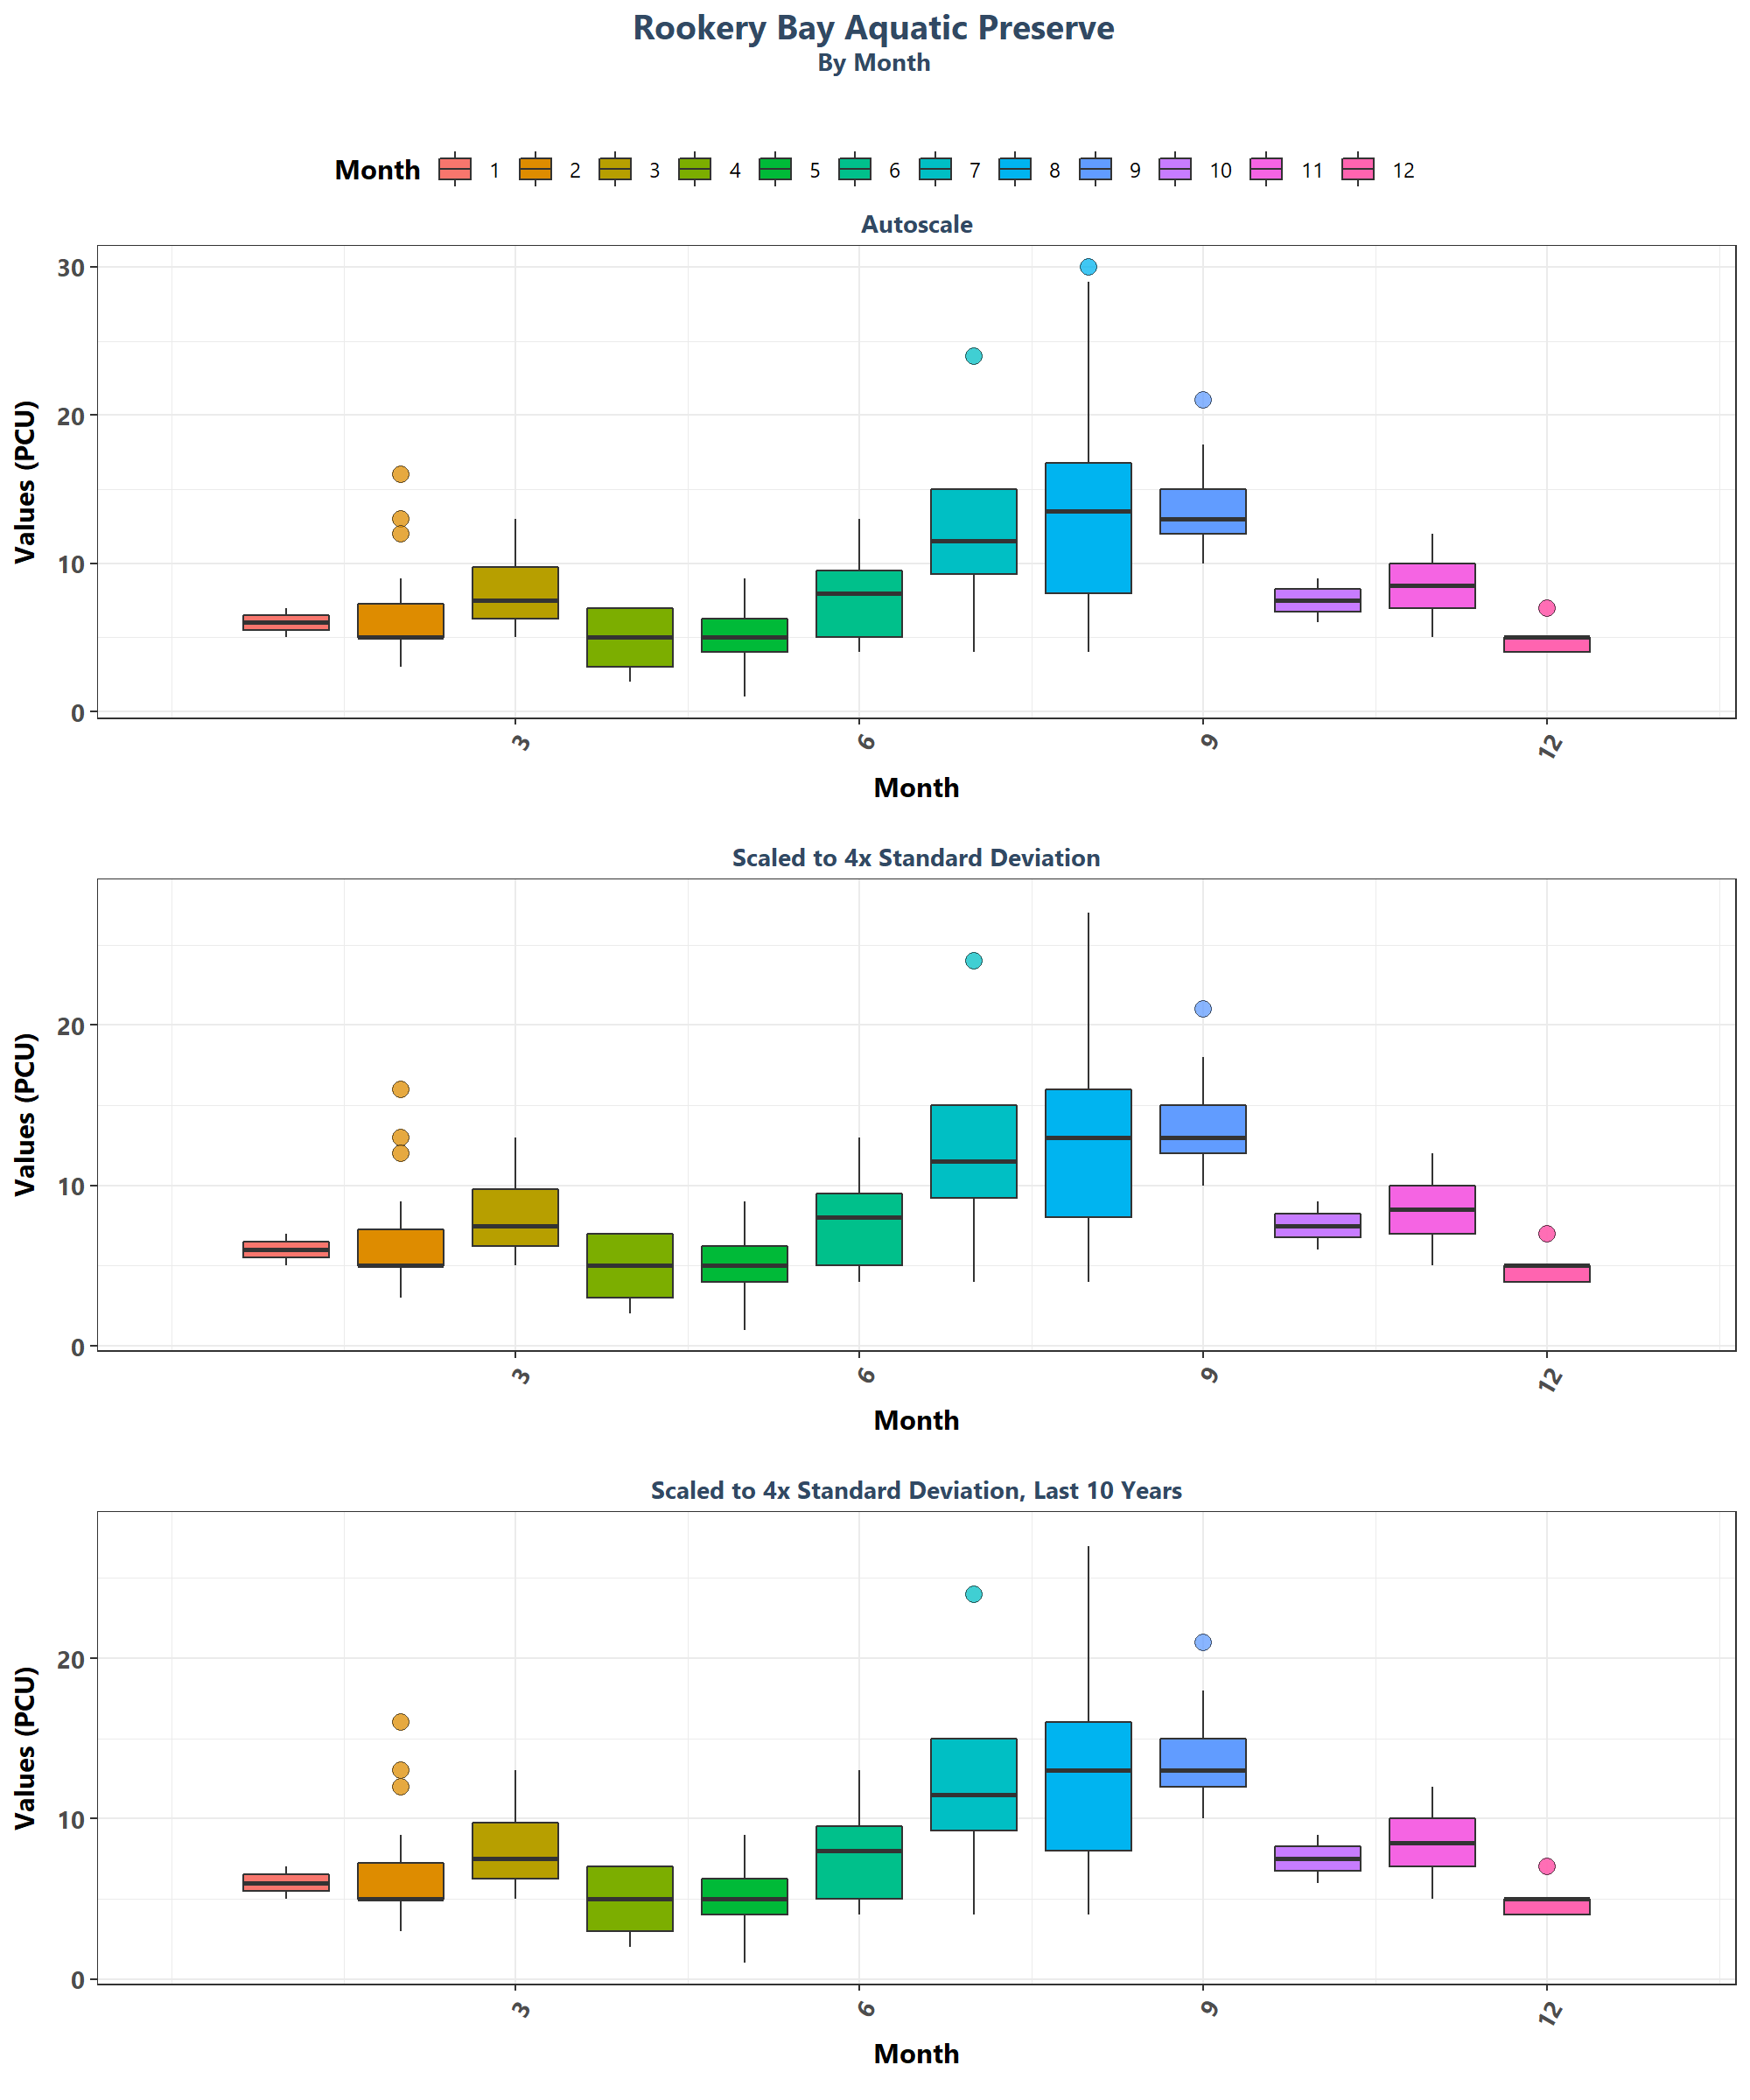 Rookery Bay Aquatic Preserve
By Month
Month 1 2 3 4 5 6 7 8 9 10 11 12
Autoscale
Values (PCU)
30
20
10
0
3 6 9 12
Month
Scaled to 4x Standard Deviation
Values (PCU)
20
10
0
3 6 9 12
Month
Scaled to 4x Standard Deviation, Last 10 Years
Values (PCU)
20
10
0
3 6 9 12
Month